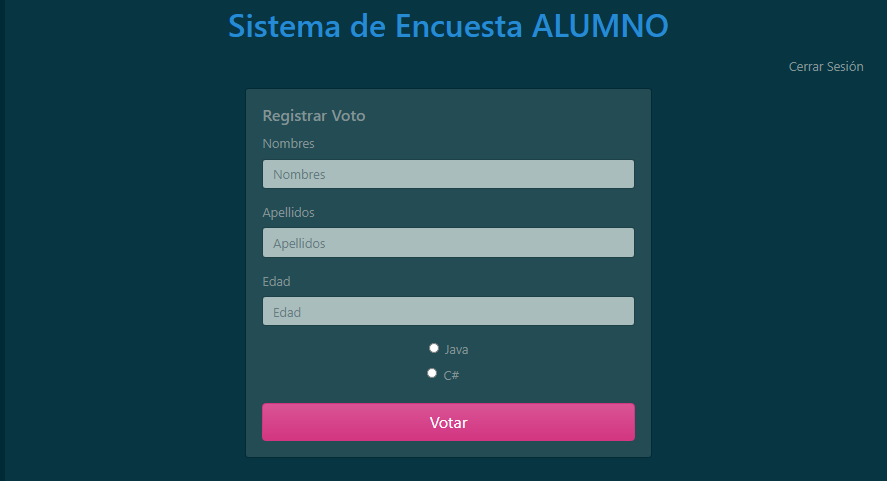 Sistema de Encuesta ALUMNO
Cerrar Sesión
Registrar Voto
Nombres
Nombres
Apellidos
Apellidos
Edad
Edad
Java
C#
Votar